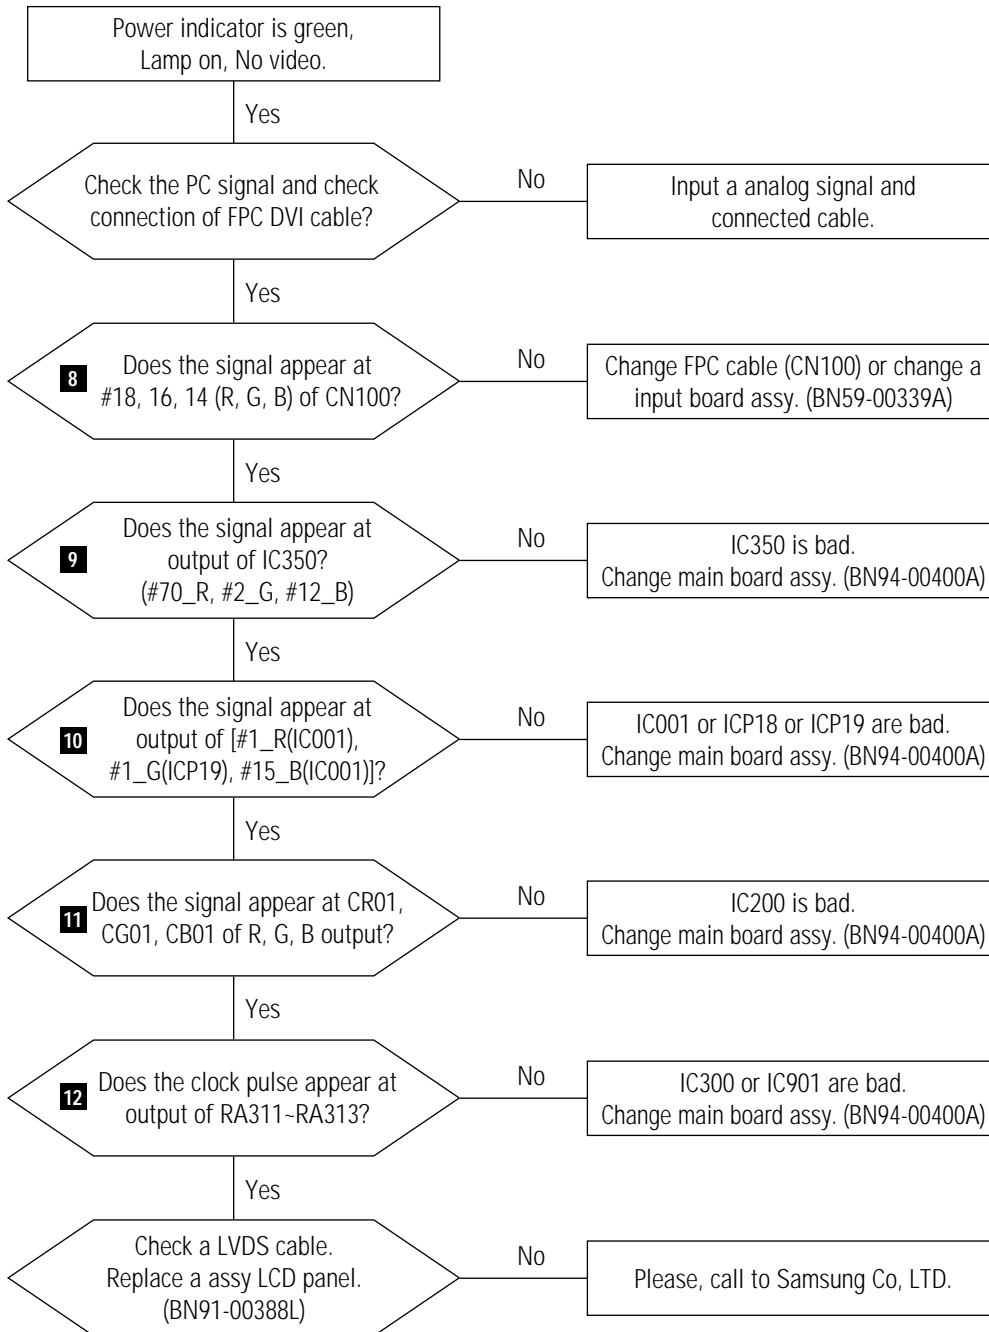 Power indicator is green,
Lamp on, No video.
Yes
Check the PC signal and check
connection of FPC DVI cable?
No
Input a analog signal and
connected cable.
Yes
8
Does the signal appear at
#18, 16, 14 (R, G, B) of CN100?
No
Change FPC cable (CN100) or change a
input board assy. (BN59-00339A)
Yes
9
Does the signal appear at
output of IC350?
(#70_R, #2_G, #12_B)
No
IC350 is bad.
Change main board assy. (BN94-00400A)
Yes
10
Does the signal appear at
output of [#1_R(IC001),
#1_G(ICP19), #15_B(IC001)]?
No
IC001 or ICP18 or ICP19 are bad.
Change main board assy. (BN94-00400A)
Yes
11
Does the signal appear at CR01,
CG01, CB01 of R, G, B output?
No
IC200 is bad.
Change main board assy. (BN94-00400A)
Yes
12
Does the clock pulse appear at
output of RA311~RA313?
No
IC300 or IC901 are bad.
Change main board assy. (BN94-00400A)
Yes
Check a LVDS cable.
Replace a assy LCD panel.
(BN91-00388L)
No
Please, call to Samsung Co, LTD.